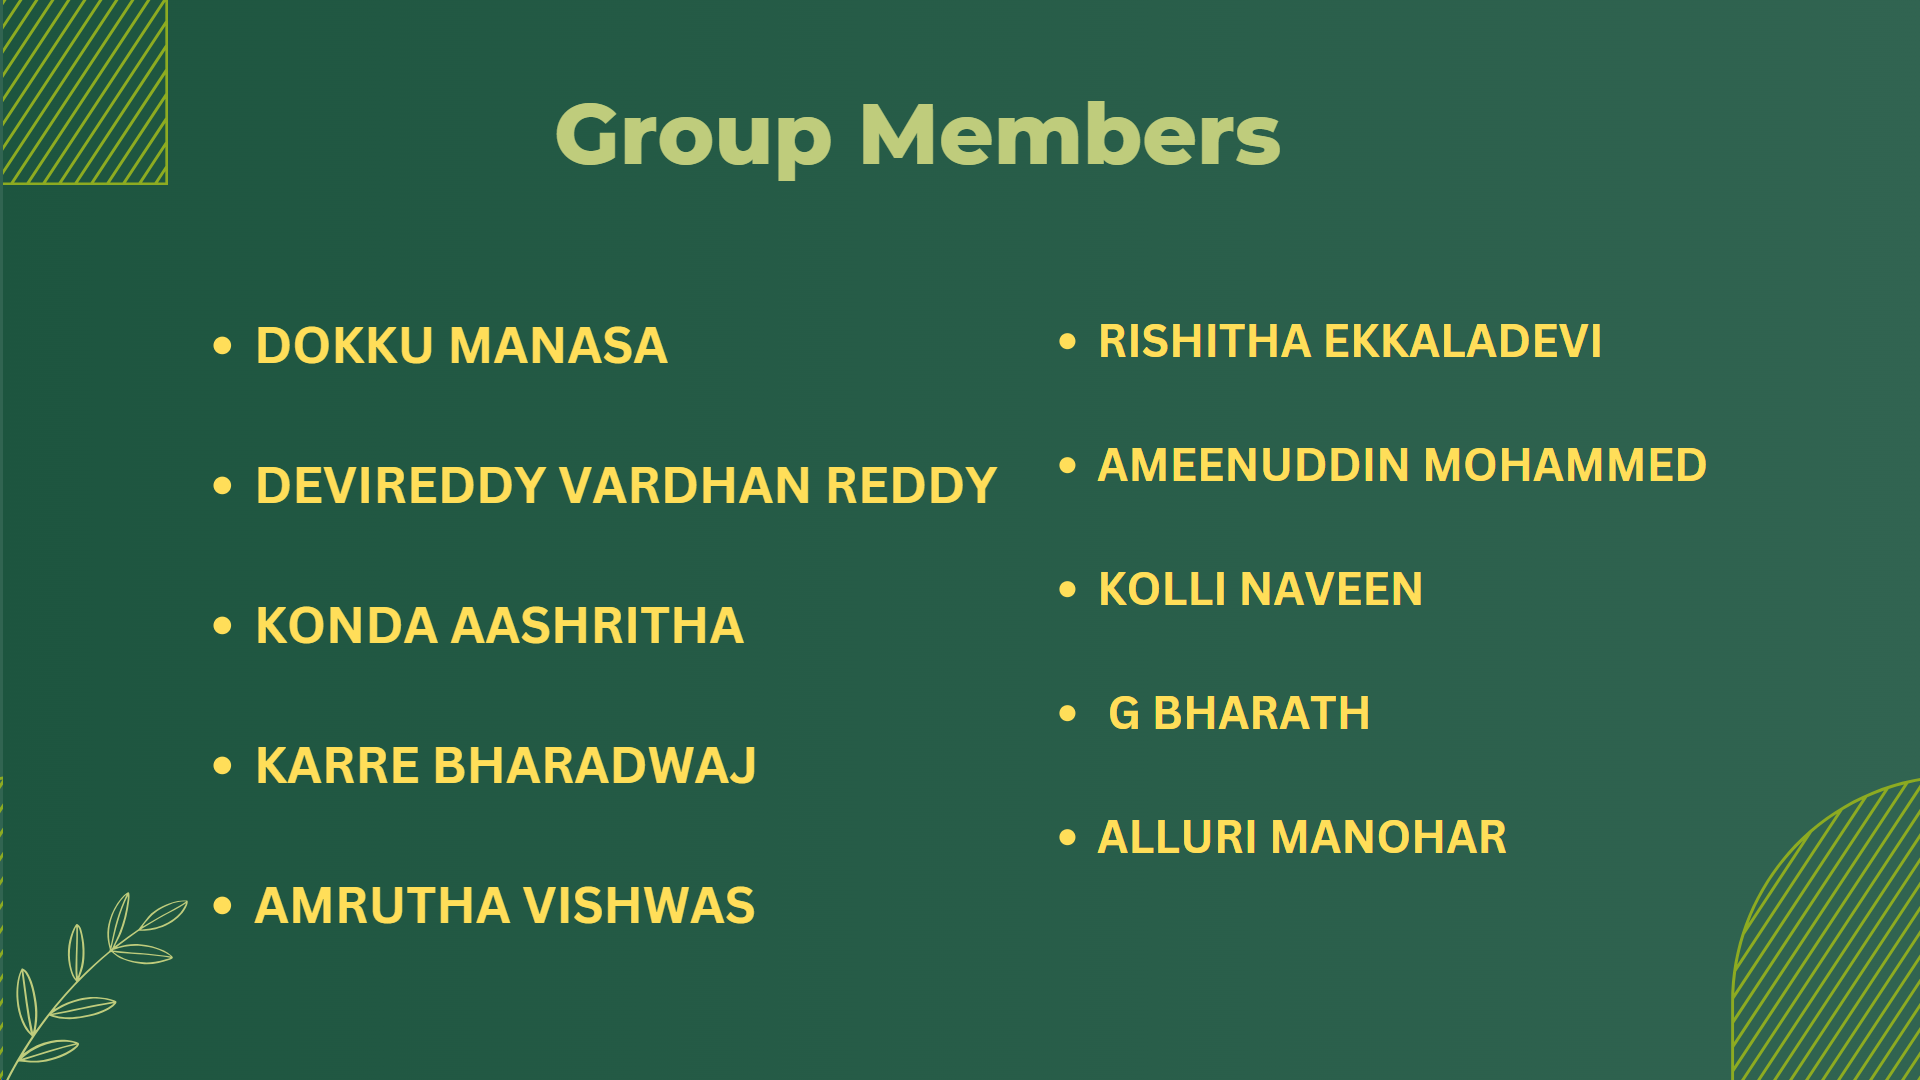 Group Members
• DOKKU MANASA
• DEVIREDDY VARDHAN REDDY
• KONDA AASHRITHA
• KARRE BHARADWAJ
• AMRUTHA VISHWAS
• RISHITHA EKKALADEVI
• AMEENUDDIN MOHAMMED
• KOLLI NAVEEN
• G BHARATH
• ALLURI MANOHAR